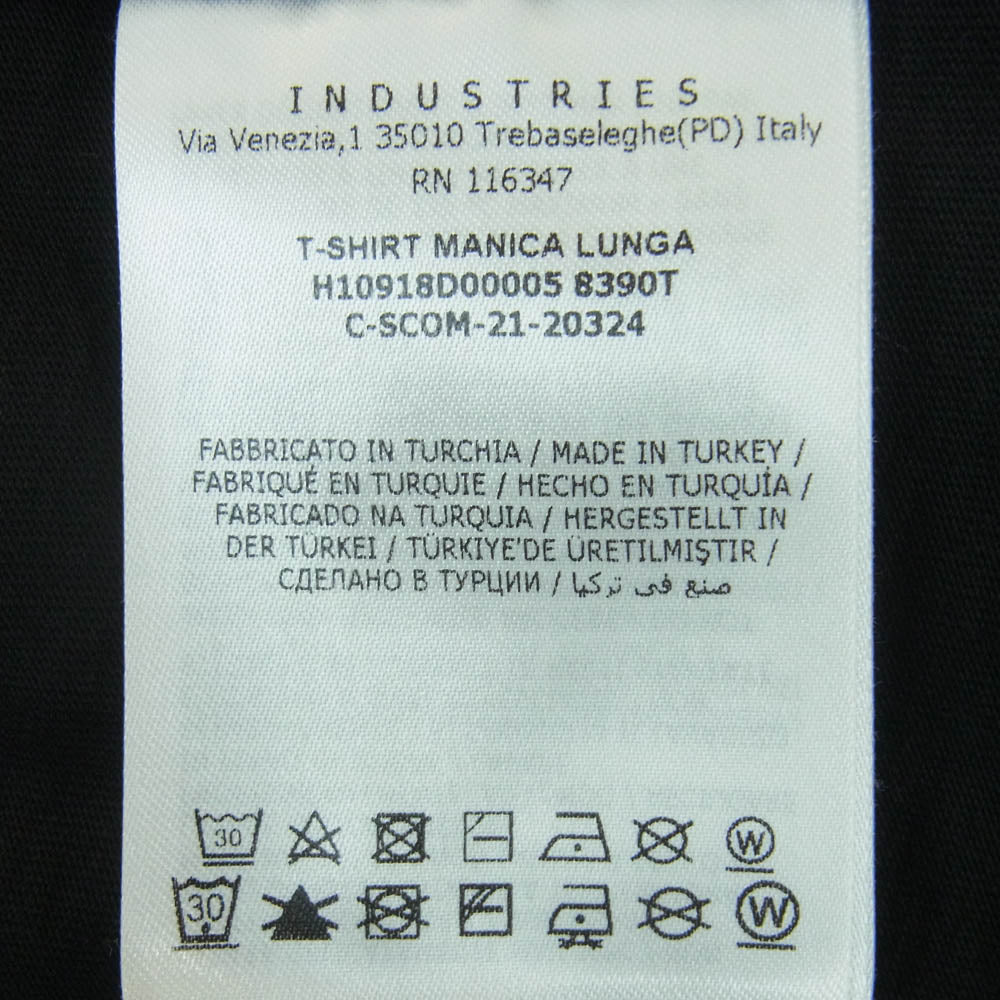 INDUSTRIES
Via Venezia,1 35010 Trebaseleghe(PD) Italy
RN 116347
T-SHIRT MANICA LUNGA
H10918D00005 8390T
C-SCOM-21-20324
FABBRICATO IN TURCHIA / MADE IN TURKEY /
FABRIQUÉ EN TURQUIE / HECHO EN TURQUÍA /
FABRICADO NA TURQUIA / HERGESTELLT IN
DER TÜRKEI / TÜRKIYE'DE ÜRETILMIŞTIR /
СДЕЛАНО В ТУРЦИИ / صنع في تركيا
30 W
30 W